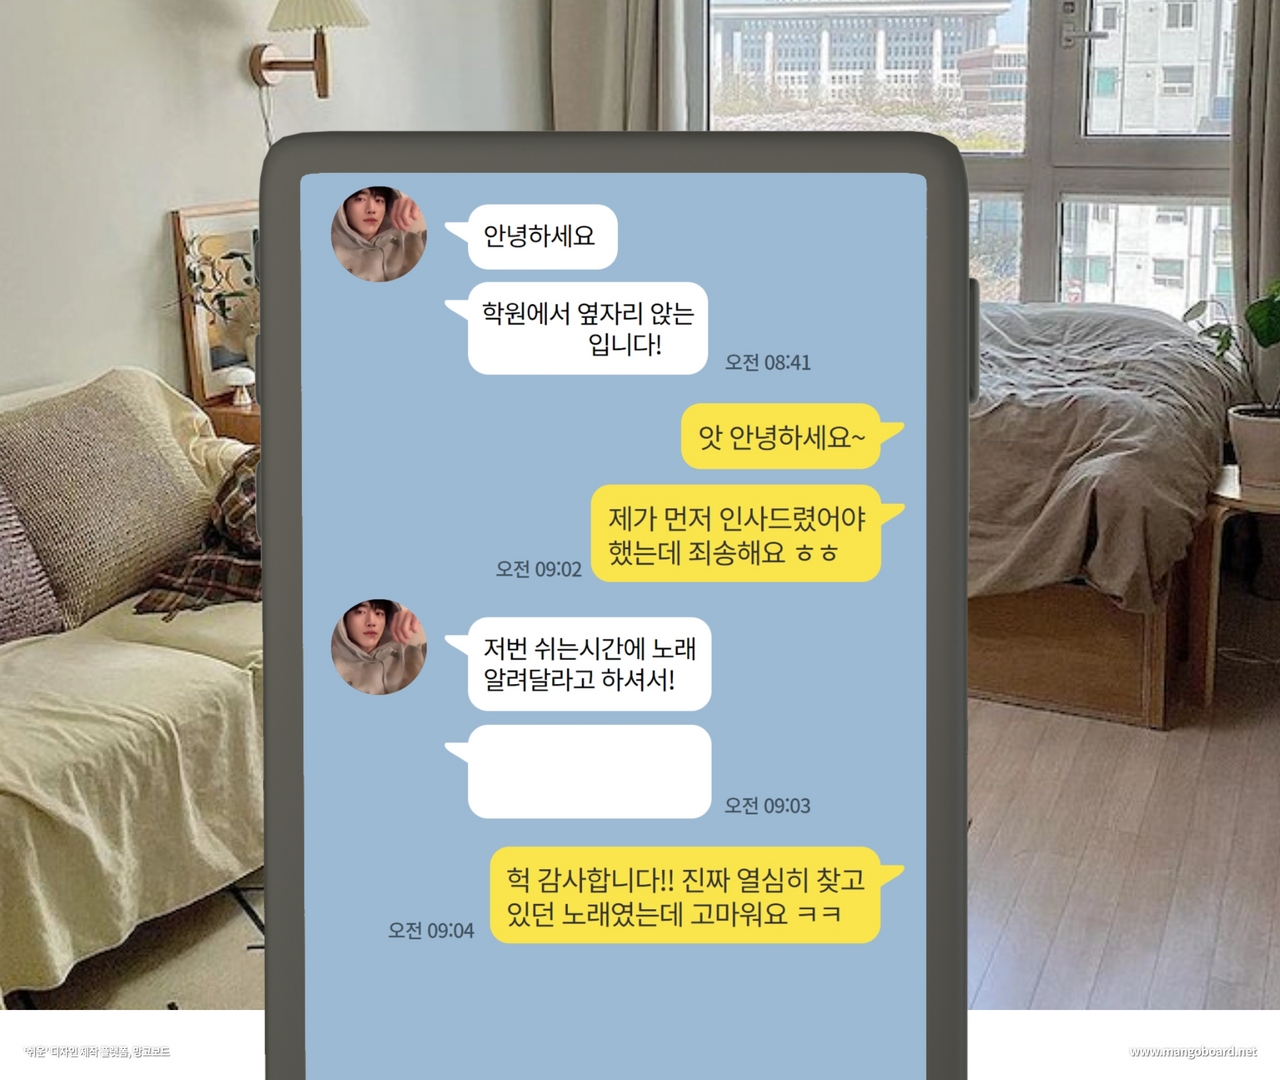 안녕하세요
학원에서 옆자리 앉는
입니다!
오전 08:41
앗 안녕하세요~
제가 먼저 인사드렸어야
했는데 죄송해요 ㅎㅎ
오전 09:02
저번 쉬는시간에 노래
알려달라고 하셔서!
오전 09:03
헉 감사합니다!! 진짜 열심히 찾고
있던 노래였는데 고마워요 ㅋㅋ
오전 09:04
'쉬운' 디자인 제작 플랫폼, 망고보드
www.mangoboard.net